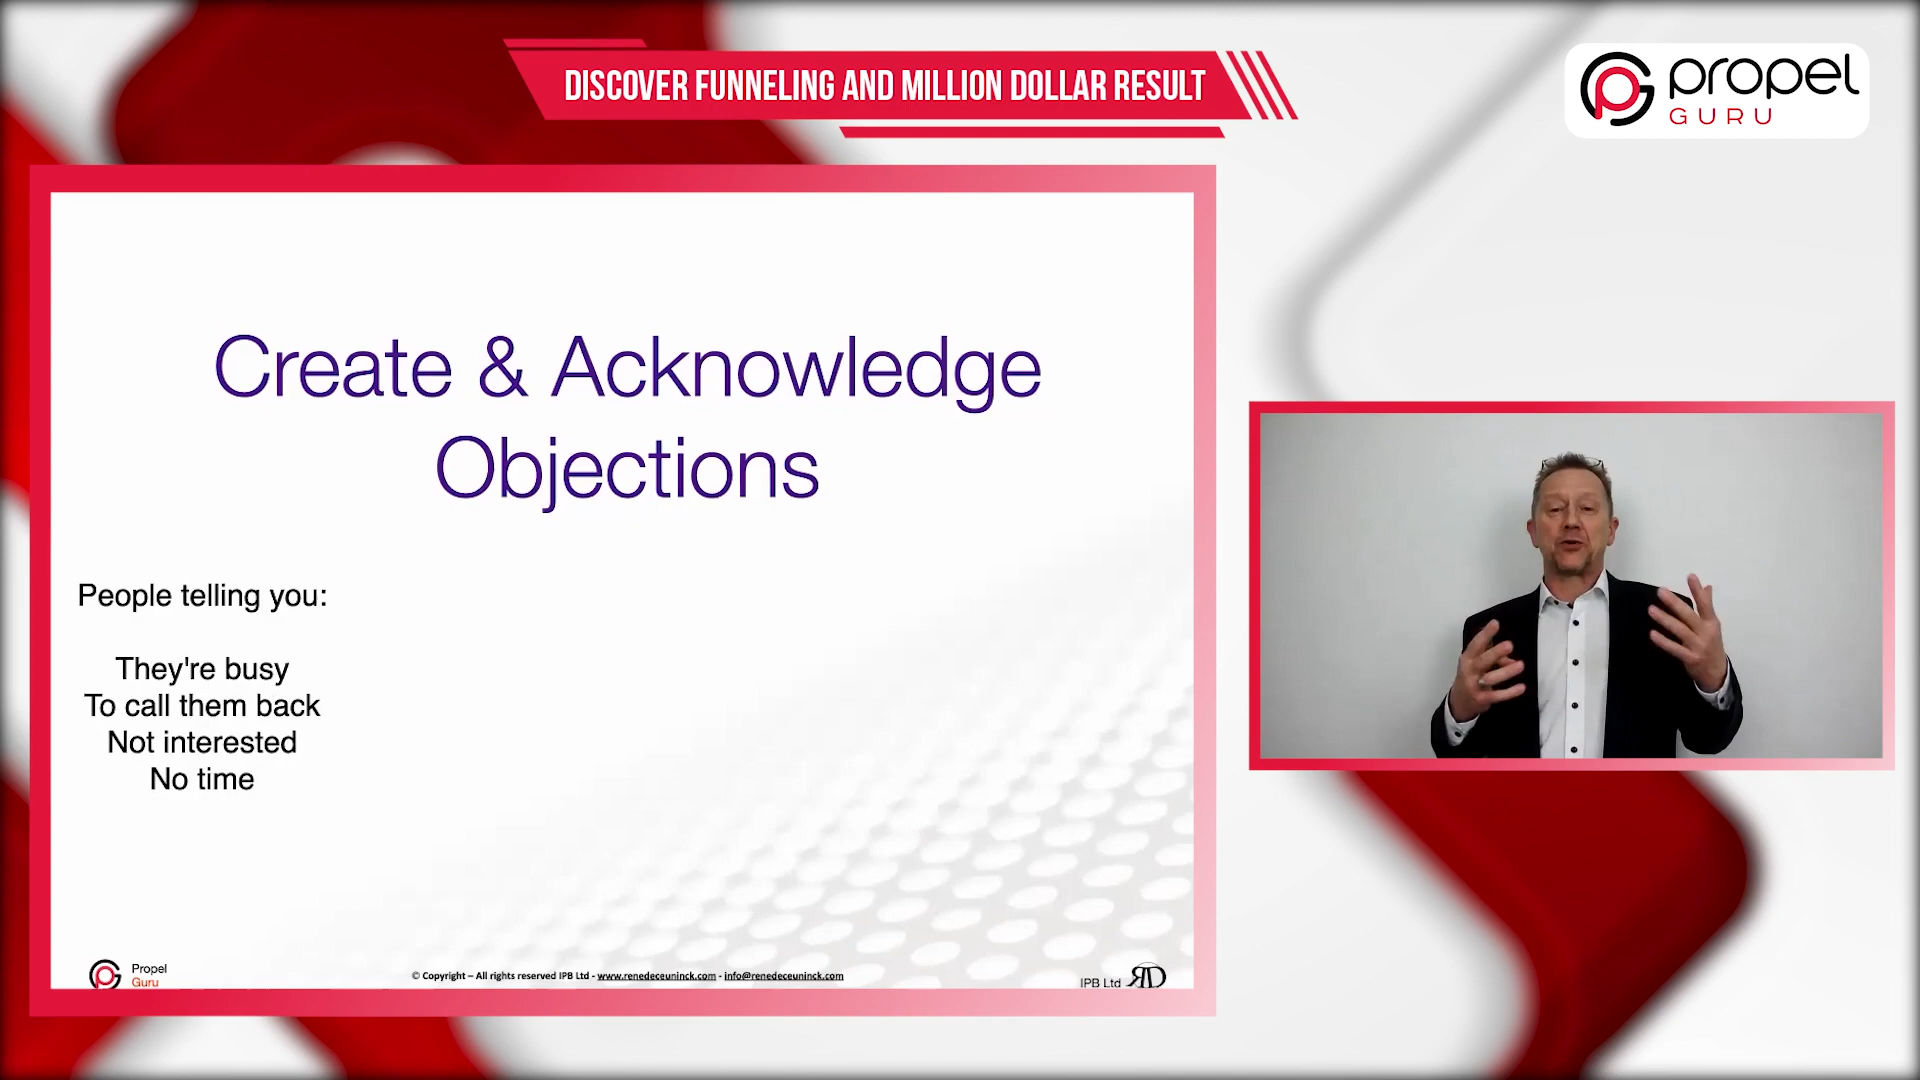 DISCOVER FUNNELING AND MILLION DOLLAR RESULT
propel
GURU
Create & Acknowledge
Objections
People telling you:
They're busy
To call them back
Not interested
No time
Propel
Guru
© Copyright – All rights reserved IPB Ltd - www.renedeceuninck.com - info@renedeceuninck.com
IPB Ltd